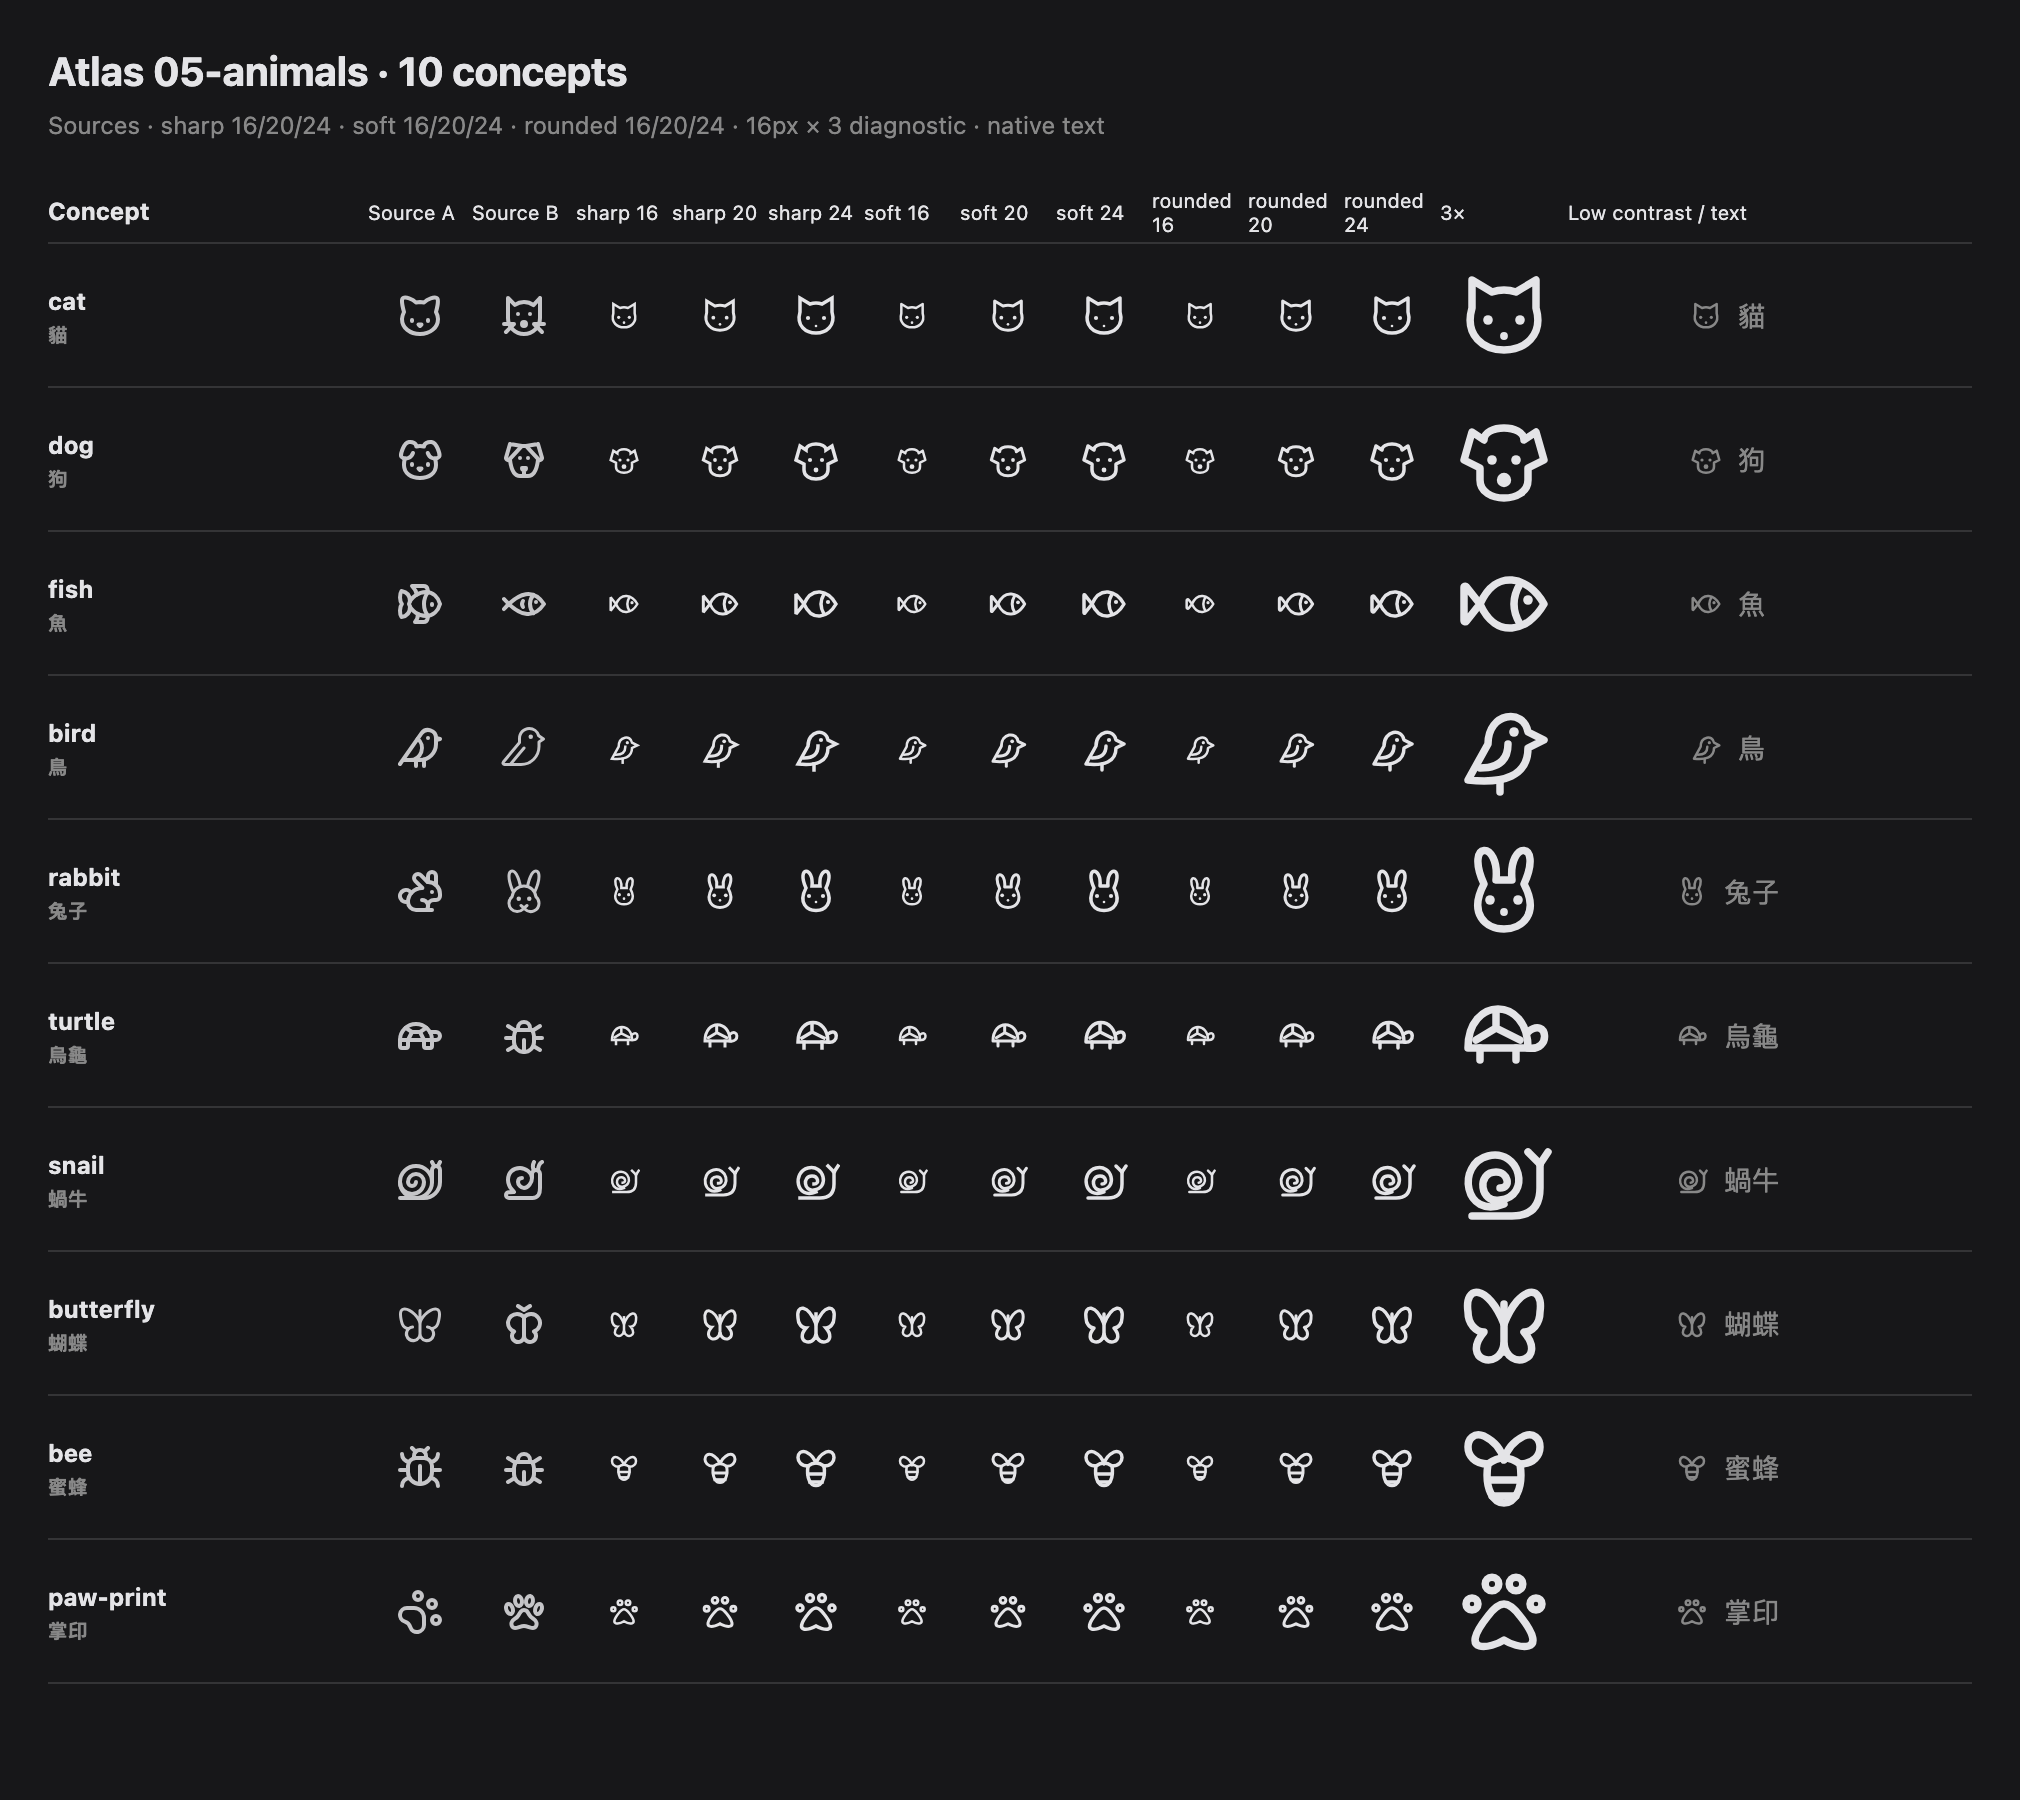 Atlas 05-animals · 10 concepts
Sources · sharp 16/20/24 · soft 16/20/24 · rounded 16/20/24 · 16px × 3 diagnostic · native text
Concept Source A Source B sharp 16 sharp 20 sharp 24 soft 16 soft 20 soft 24 rounded 16 rounded 20 rounded 24 3× Low contrast / text
cat
貓
貓
dog
狗
狗
fish
魚
魚
bird
鳥
鳥
rabbit
兔子
兔子
turtle
烏龜
烏龜
snail
蝸牛
蝸牛
butterfly
蝴蝶
蝴蝶
bee
蜜蜂
蜜蜂
paw-print
掌印
掌印